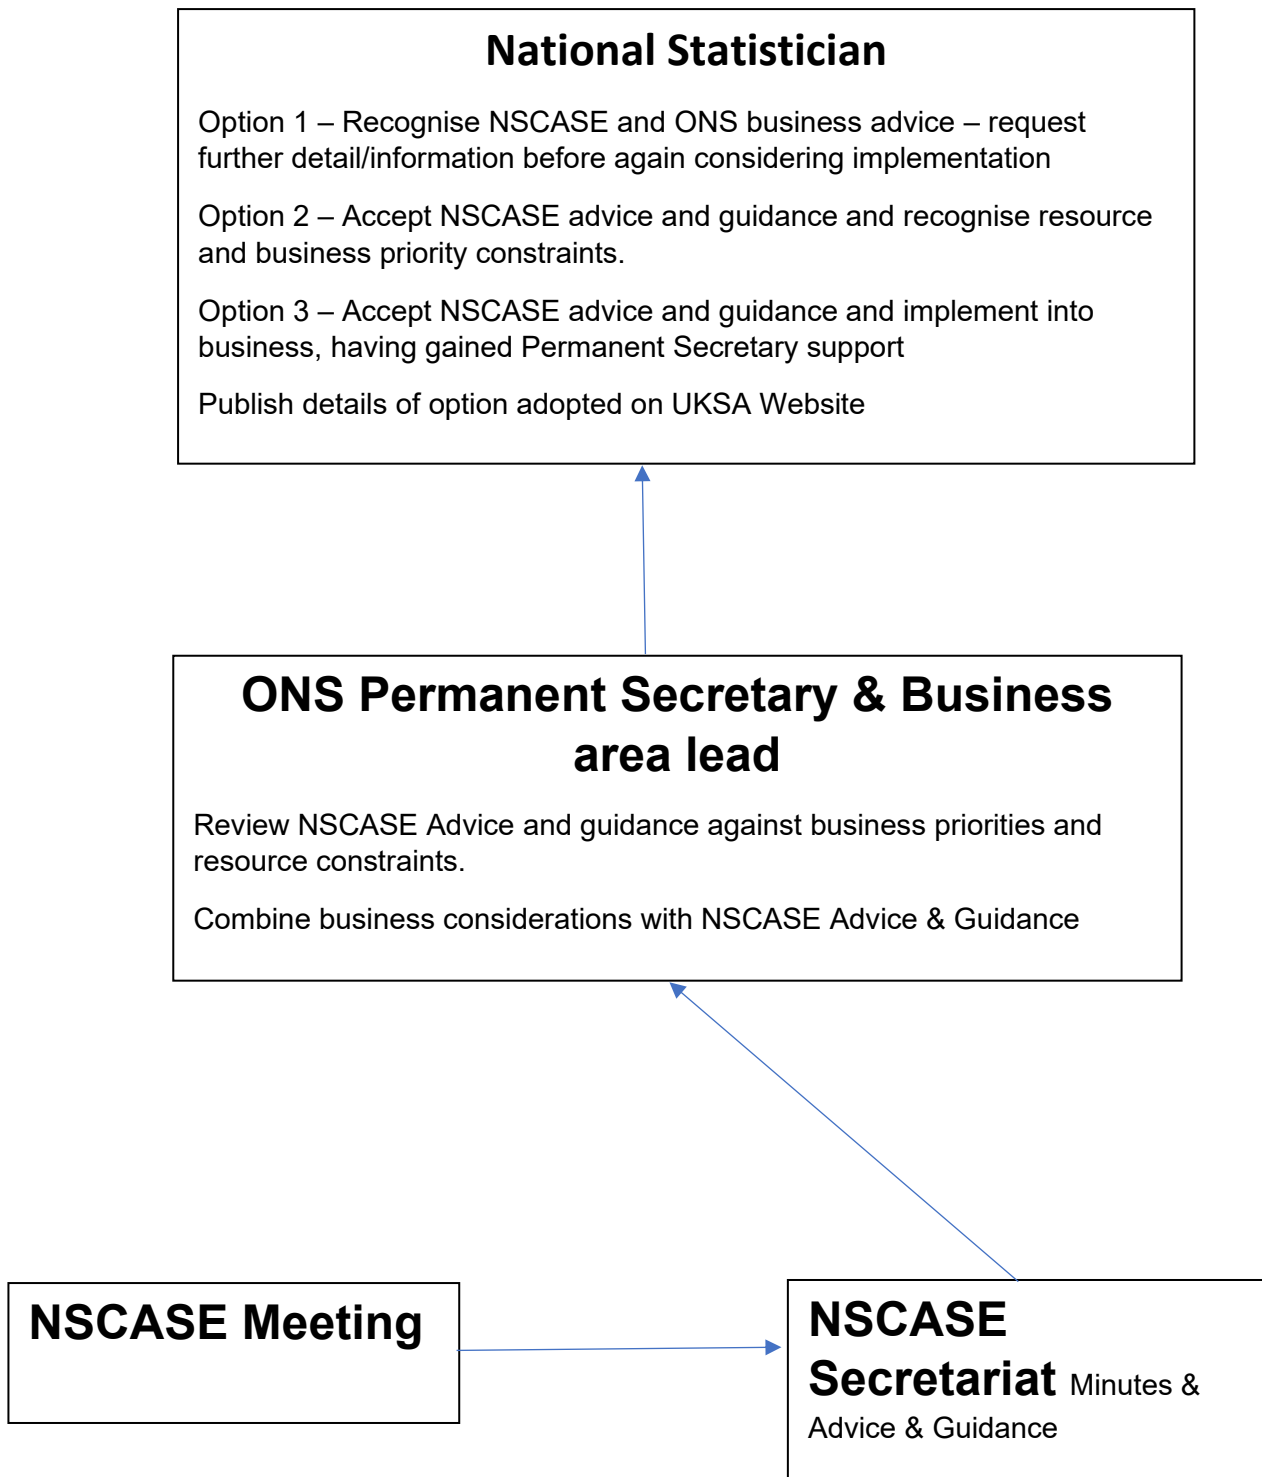 National Statistician
Option 1 – Recognise NSCASE and ONS business advice – request
further detail/information before again considering implementation
Option 2 – Accept NSCASE advice and guidance and recognise resource
and business priority constraints.
Option 3 – Accept NSCASE advice and guidance and implement into
business, having gained Permanent Secretary support
Publish details of option adopted on UKSA Website
ONS Permanent Secretary & Business
area lead
Review NSCASE Advice and guidance against business priorities and
resource constraints.
Combine business considerations with NSCASE Advice & Guidance
NSCASE Meeting
NSCASE
Secretariat Minutes &
Advice & Guidance